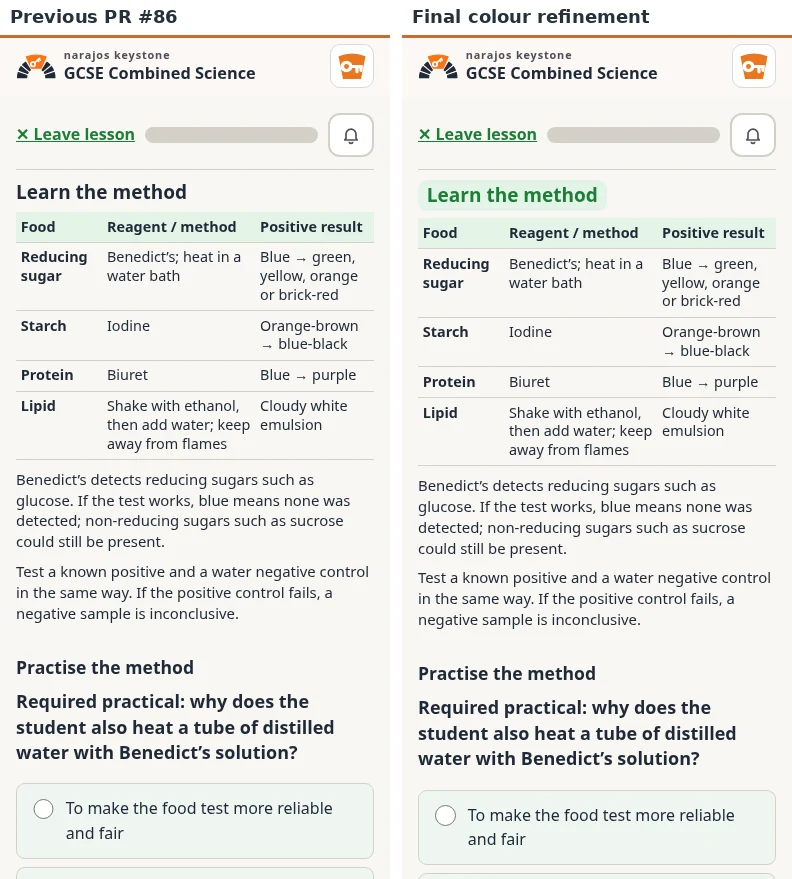 Previous PR #86
narajos keystone
GCSE Combined Science
✕ Leave lesson
Learn the method
Food Reagent / method Positive result
Reducing sugar Benedict’s; heat in a water bath Blue → green, yellow, orange or brick-red
Starch Iodine Orange-brown → blue-black
Protein Biuret Blue → purple
Lipid Shake with ethanol, then add water; keep away from flames Cloudy white emulsion
Benedict’s detects reducing sugars such as
glucose. If the test works, blue means none was
detected; non-reducing sugars such as sucrose
could still be present.
Test a known positive and a water negative control
in the same way. If the positive control fails, a
negative sample is inconclusive.
Practise the method
Required practical: why does the
student also heat a tube of distilled
water with Benedict’s solution?
To make the food test more reliable
and fair
Final colour refinement
narajos keystone
GCSE Combined Science
✕ Leave lesson
Learn the method
Food Reagent / method Positive result
Reducing sugar Benedict’s; heat in a water bath Blue → green, yellow, orange or brick-red
Starch Iodine Orange-brown → blue-black
Protein Biuret Blue → purple
Lipid Shake with ethanol, then add water; keep away from flames Cloudy white emulsion
Benedict’s detects reducing sugars such as
glucose. If the test works, blue means none was
detected; non-reducing sugars such as sucrose
could still be present.
Test a known positive and a water negative control
in the same way. If the positive control fails, a
negative sample is inconclusive.
Practise the method
Required practical: why does the
student also heat a tube of distilled
water with Benedict’s solution?
To make the food test more reliable
and fair